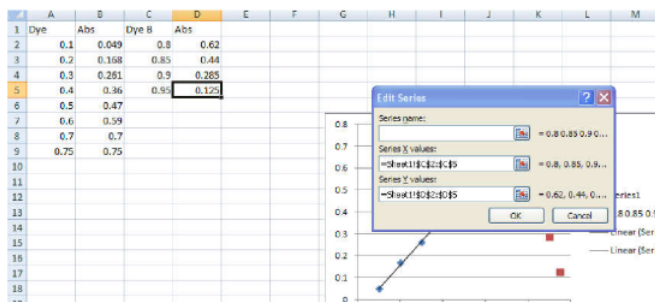 A B C D E F G H I J K L M
1 Dye Abs Dye B Abs
2 0.1 0.049 0.8 0.62
3 0.2 0.168 0.85 0.44
4 0.3 0.261 0.9 0.285
5 0.4 0.36 0.95 0.125
6 0.5 0.47
7 0.6 0.59
8 0.7 0.7
9 0.75 0.75
10
11
12
13
14
15
16
17
18
Edit Series
Series name:
= 0.8 0.85 0.9 0...
Series X values:
=Sheet1!$C$2:$C$5 = 0.8, 0.85, 0.9...
Series Y values:
=Sheet1!$D$2:$D$5 = 0.62, 0.44, 0....
OK Cancel
0.8
0.7
0.6
0.5
0.4
0.3
0.2
0.1
0
eries1
.8 0.85 0.9
Linear (Ser
Linear (Ser